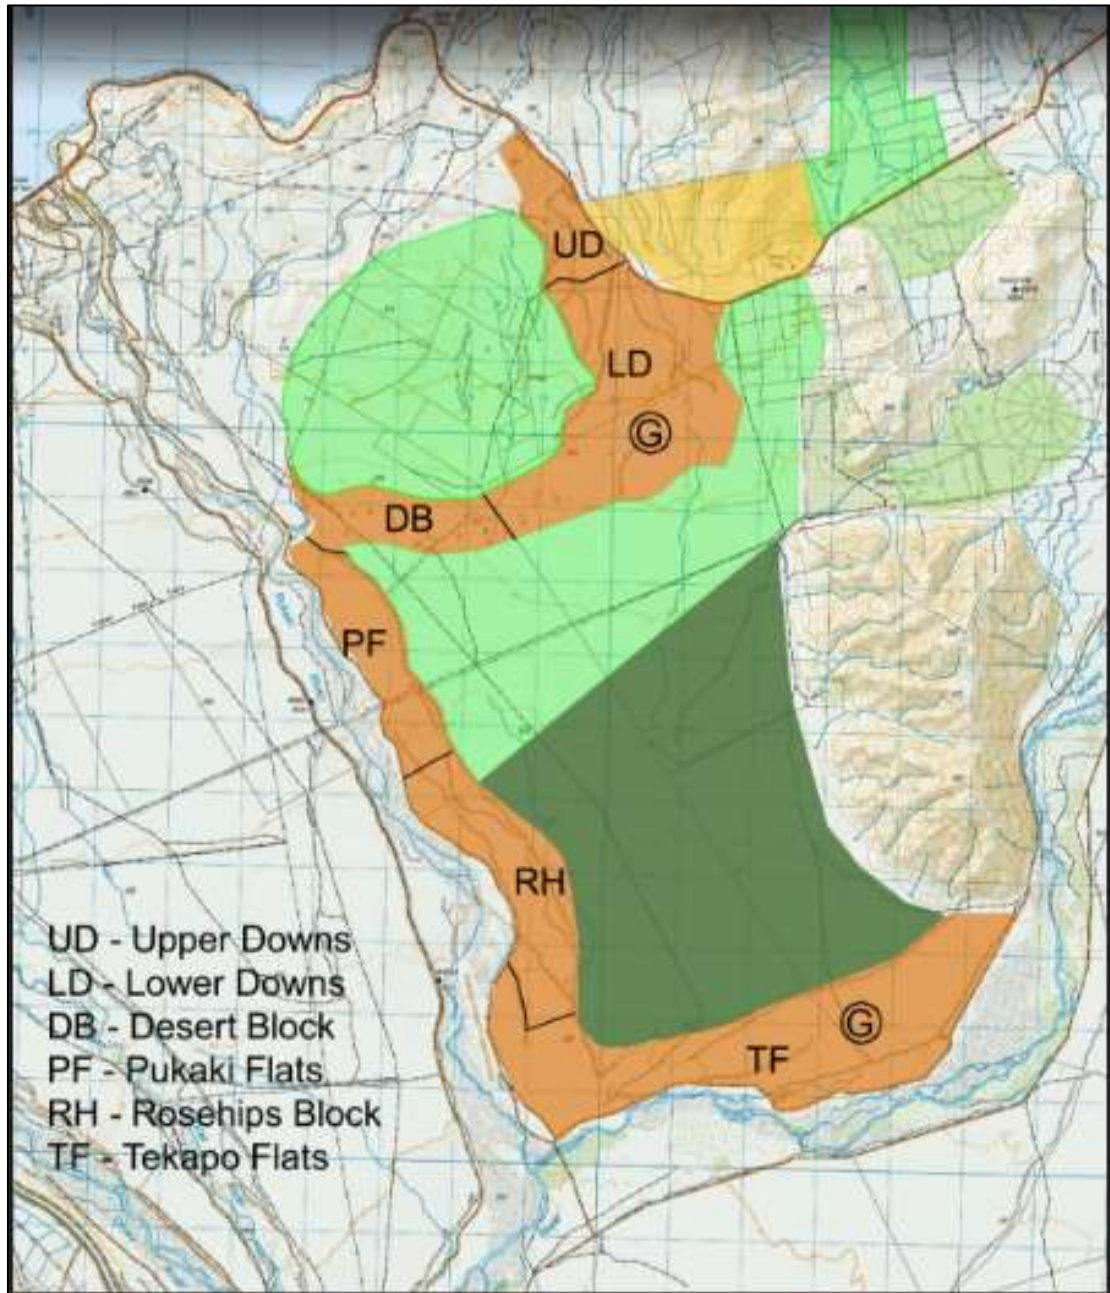 UD
LD
G
DB
PF
RH
UD - Upper Downs
LD - Lower Downs
DB - Desert Block
PF - Pukaki Flats
RH - Rosehips Block
TF - Tekapo Flats
G
TF